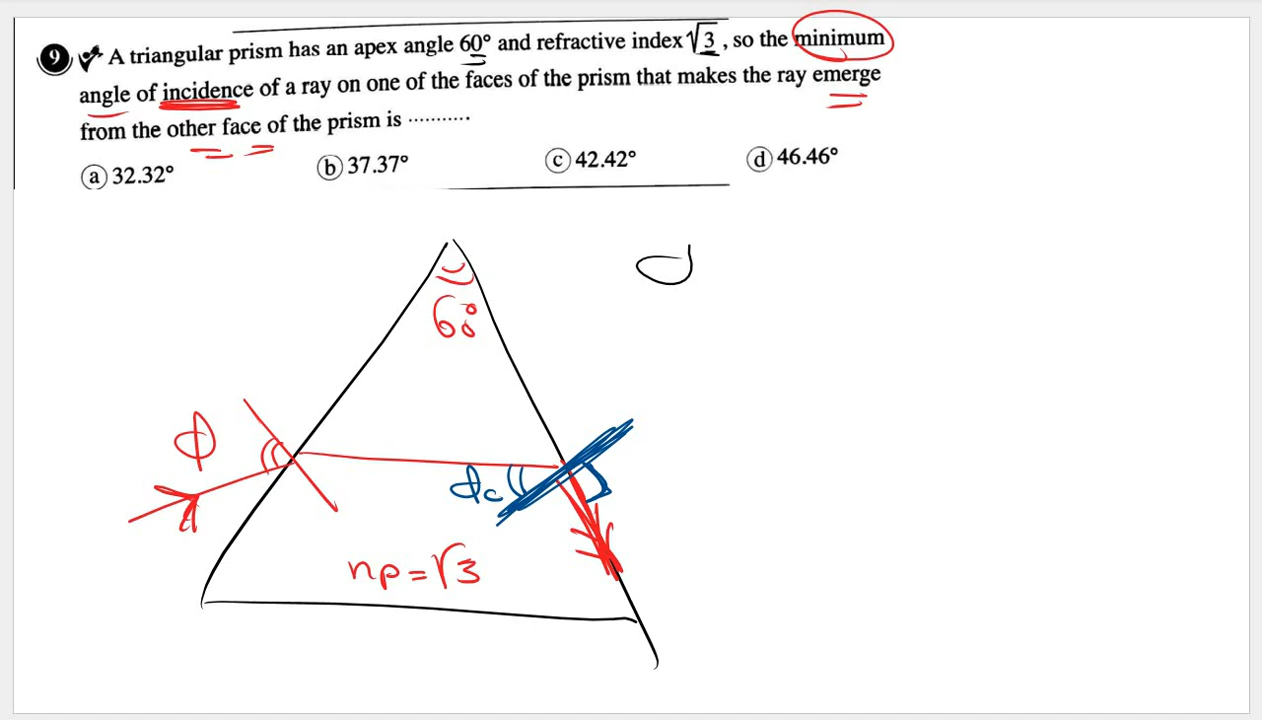 9 A triangular prism has an apex angle 60° and refractive index √3, so the minimum
angle of incidence of a ray on one of the faces of the prism that makes the ray emerge
from the other face of the prism is ...........
ⓐ 32.32° ⓑ 37.37° ⓒ 42.42° ⓓ 46.46°
60°
ϕ
ϕc
np=√3